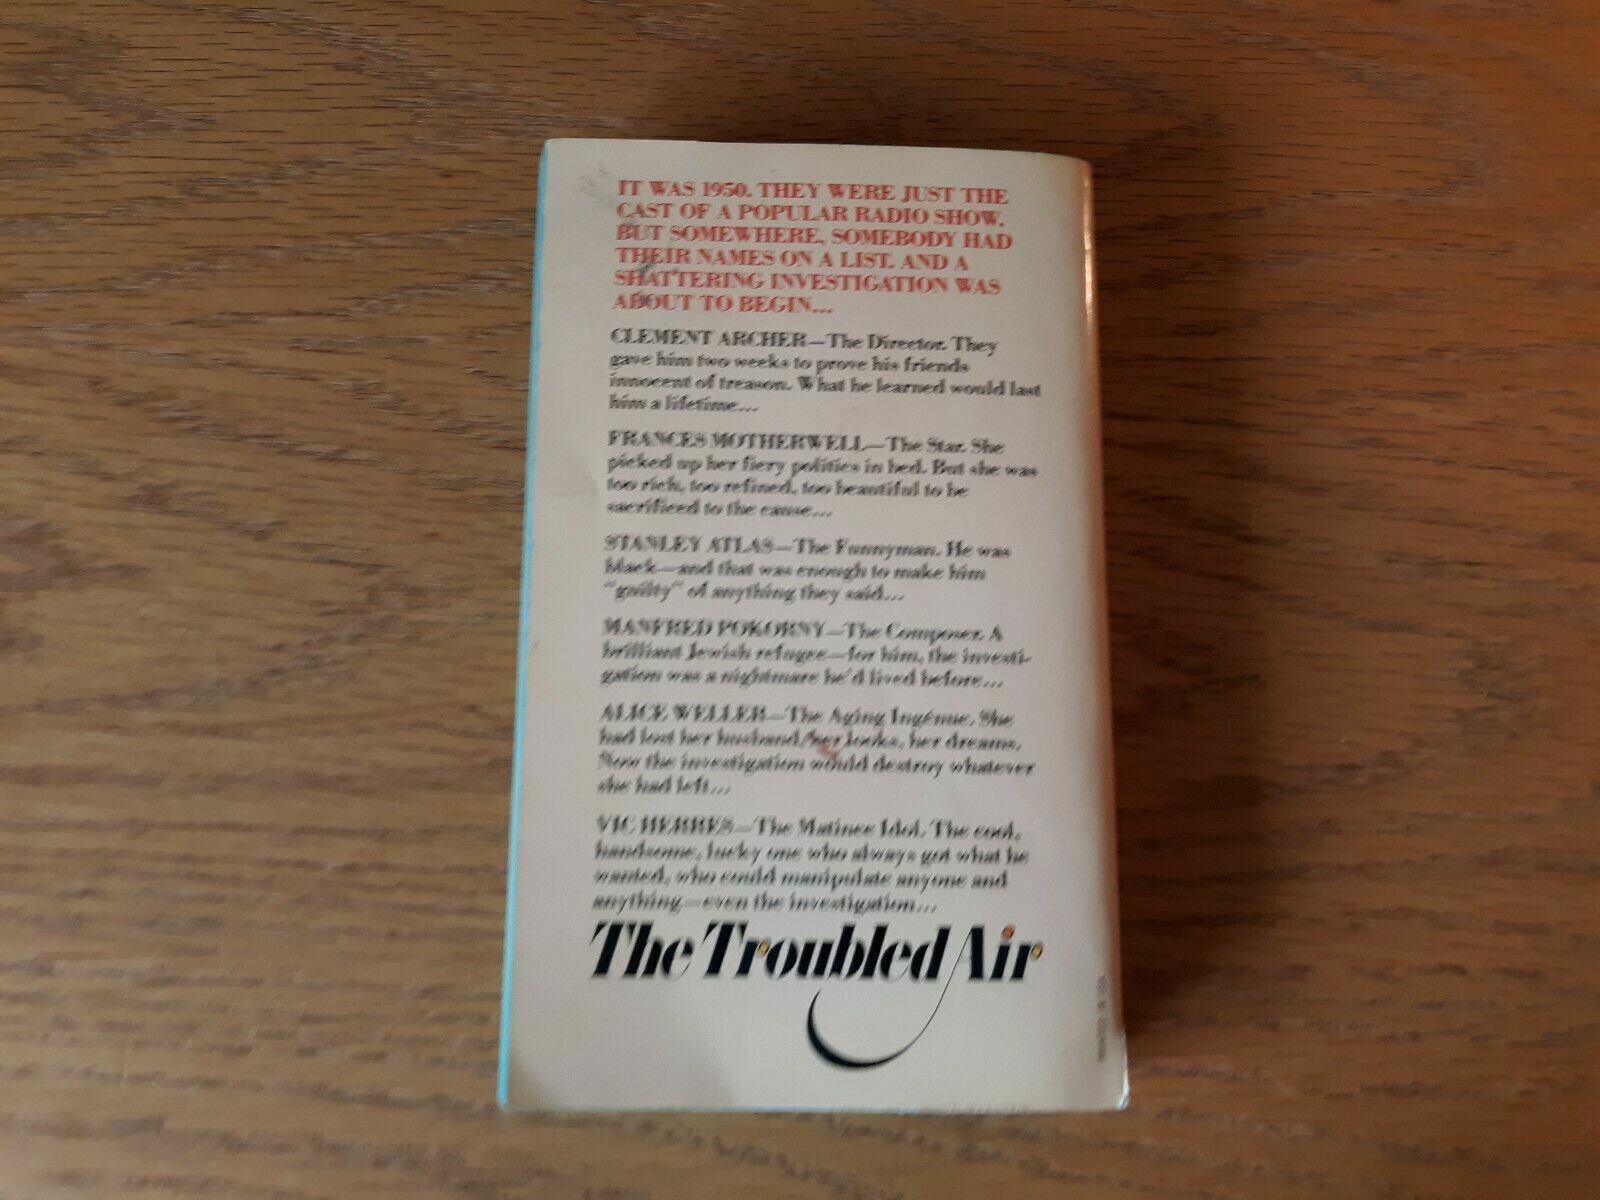 IT WAS 1950. THEY WERE JUST THE
CAST OF A POPULAR RADIO SHOW.
BUT SOMEWHERE, SOMEBODY HAD
THEIR NAMES ON A LIST. AND A
SHATTERING INVESTIGATION WAS
ABOUT TO BEGIN...
CLEMENT ARCHER—The Director. They
gave him two weeks to prove his friends
innocent of treason. What he learned would last
him a lifetime...
FRANCES MOTHERWELL—The Star. She
picked up her fiery politics in bed. But she was
too rich, too refined, too beautiful to be
sacrificed to the cause...
STANLEY ATLAS—The Funnyman. He was
black—and that was enough to make him
"guilty" of anything they said...
MANFRED POKORNY—The Composer. A
brilliant Jewish refugee—for him, the investi-
gation was a nightmare he'd lived before...
ALICE WELLER—The Aging Ingénue. She
had lost her husband, her looks, her dreams.
Now the investigation would destroy whatever
she had left...
VIC HERRES—The Matinee Idol. The cool,
handsome, lucky one who always got what he
wanted, who could manipulate anyone and
anything—even the investigation...
The Troubled Air